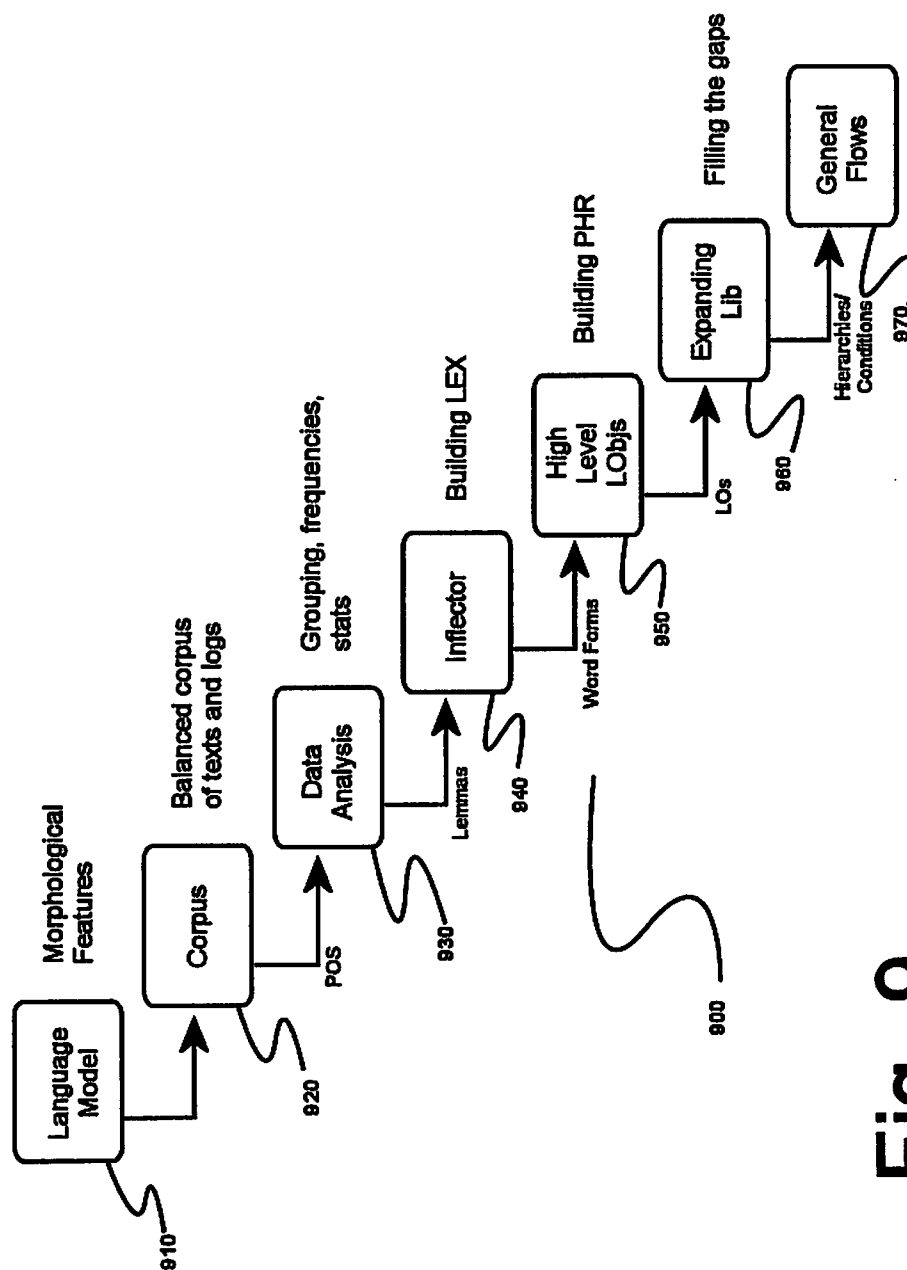 Language
Model
Morphological
Features
910
Corpus
Balanced corpus
of texts and logs
920
POS
Data
Analysis
Grouping, frequencies,
stats
930
Lemmas
Inflector
Building LEX
940
Word Forms
High
Level
LObjs
Building PHR
950
LOs
Expanding
Lib
Filling the gaps
960
Hierarchies/
Conditions
General
Flows
970
900
Fig